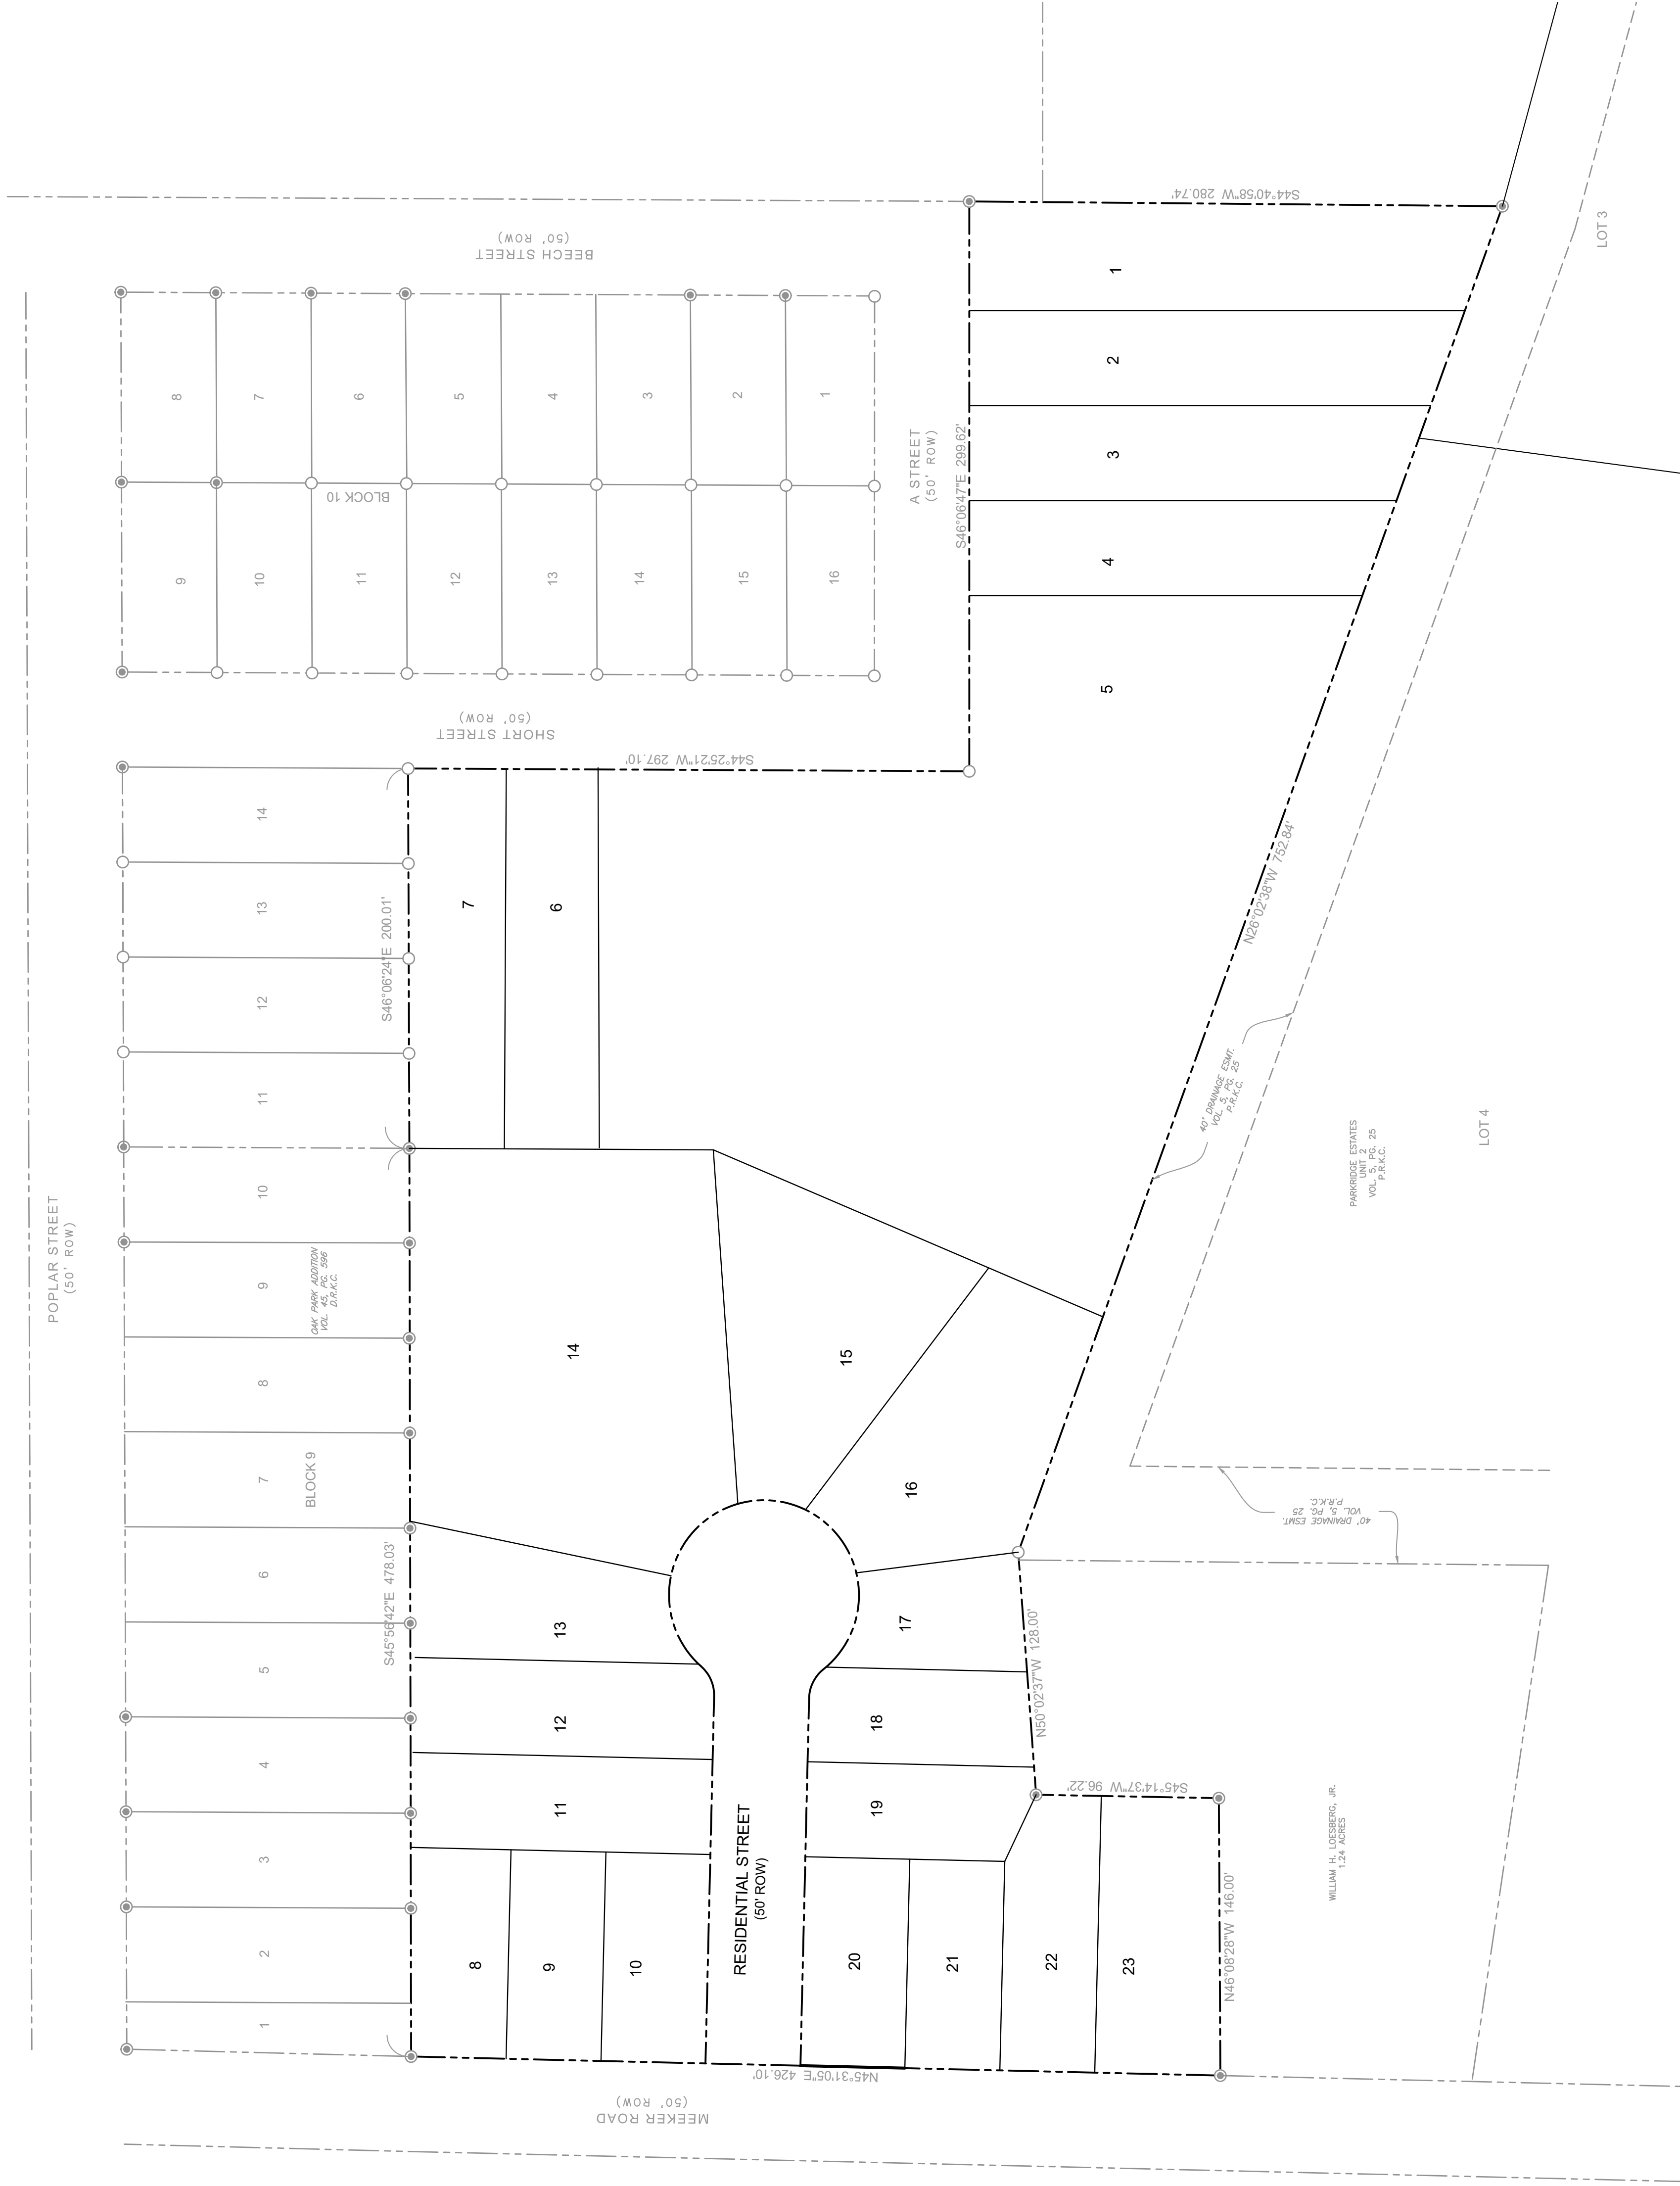 POPLAR STREET
(50' ROW)
BEECH STREET
(50' ROW)
8
7
6
5
4
3
2
1
BLOCK 10
9
10
11
12
13
14
15
16
A STREET
(50' ROW)
S46°06'47"E 299.62'
S44°40'58"W 280.74'
LOT 3
1
2
3
4
5
SHORT STREET
(50' ROW)
S44°25'21"W 297.10'
14
13
12
11
10
9
8
7
6
5
4
3
2
1
S46°06'24"E 200.01'
OAK PARK ADDITION
VOL. 45, PG. 596
D.R.K.C.
BLOCK 9
S45°56'42"E 478.03'
7
6
N26°02'38"W 752.84'
40' DRAINAGE ESMT.
VOL. 5, PG. 25
P.R.K.C.
PARKRIDGE ESTATES
UNIT 2
VOL. 5, PG. 25
P.R.K.C.
LOT 4
14
15
16
13
17
12
18
11
19
40' DRAINAGE ESMT.
VOL. 5, PG. 25
P.R.K.C.
N50°02'37"W 128.00'
S45°14'37"W 96.22'
RESIDENTIAL STREET
(50' ROW)
8
9
10
20
21
22
23
N46°08'28"W 146.00'
WILLIAM H. LOESBERG, JR.
1.24 ACRES
N45°31'05"E 426.10'
MEEKER ROAD
(50' ROW)